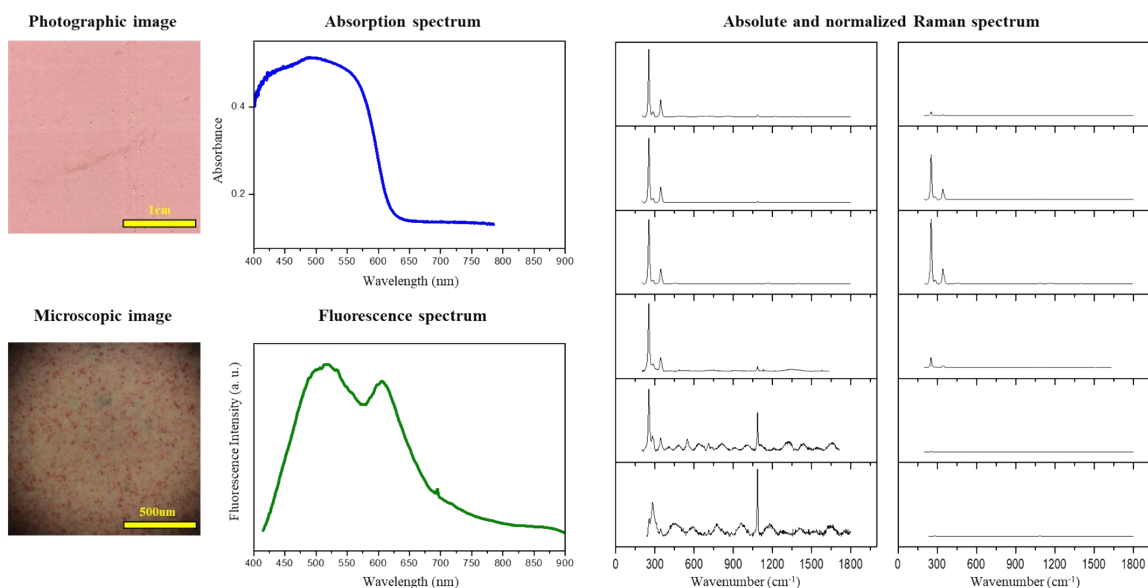 Photographic image
Absorption spectrum
Absolute and normalized Raman spectrum
1cm
Absorbance
0.4
0.2
400 450 500 550 600 650 700 750 800 850 900
Wavelength (nm)
Microscopic image
Fluorescence spectrum
500um
Fluorescence Intensity (a. u.)
400 450 500 550 600 650 700 750 800 850 900
Wavelength (nm)
0 300 600 900 1200 1500 1800
Wavenumber (cm-1)
0 300 600 900 1200 1500 1800
Wavenumber (cm-1)